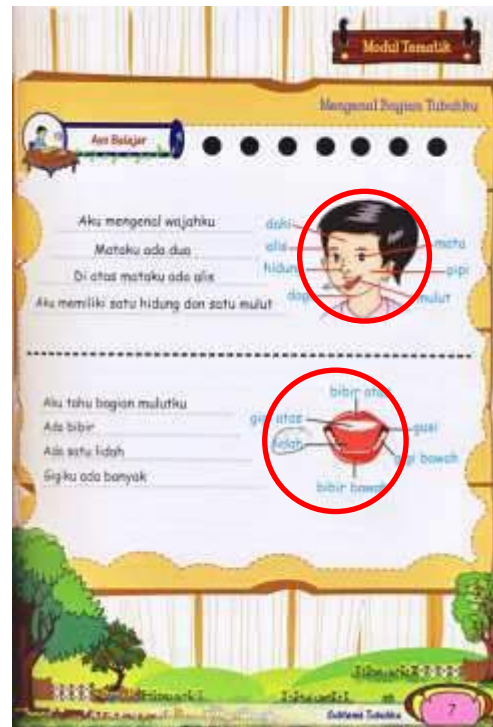 Modul Tematik
Mengenal Bagian Tubuhku
Ayo Belajar
Aku mengenal wajahku
Mataku ada dua
Di atas mataku ada alis
Aku memiliki satu hidung dan satu mulut
dahi
alis
hidung
mata
pipi
mulut
Aku tahu bagian mulutku
Ada bibir
Ada satu lidah
Gigiku ada banyak
bibir atas
atas
lidah
gusi
gigi bawah
bibir bawah
Subtema Tubuhku
7